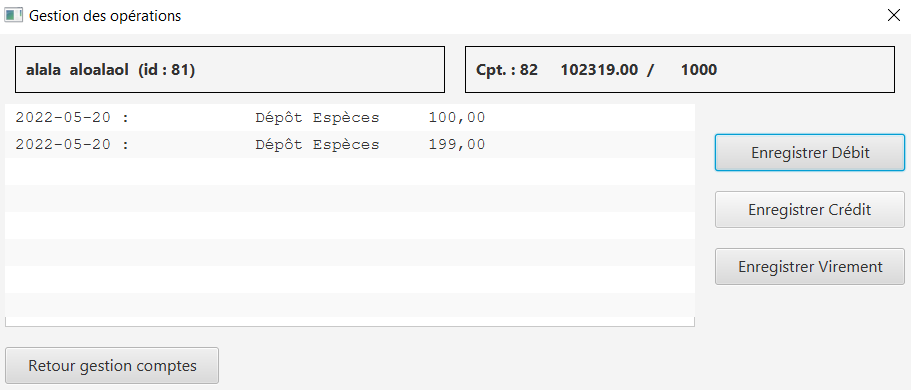 Gestion des opérations
alala aloalaol (id : 81)
Cpt. : 82 102319.00 / 1000
2022-05-20 : Dépôt Espèces 100,00
2022-05-20 : Dépôt Espèces 199,00
Enregistrer Débit
Enregistrer Crédit
Enregistrer Virement
Retour gestion comptes